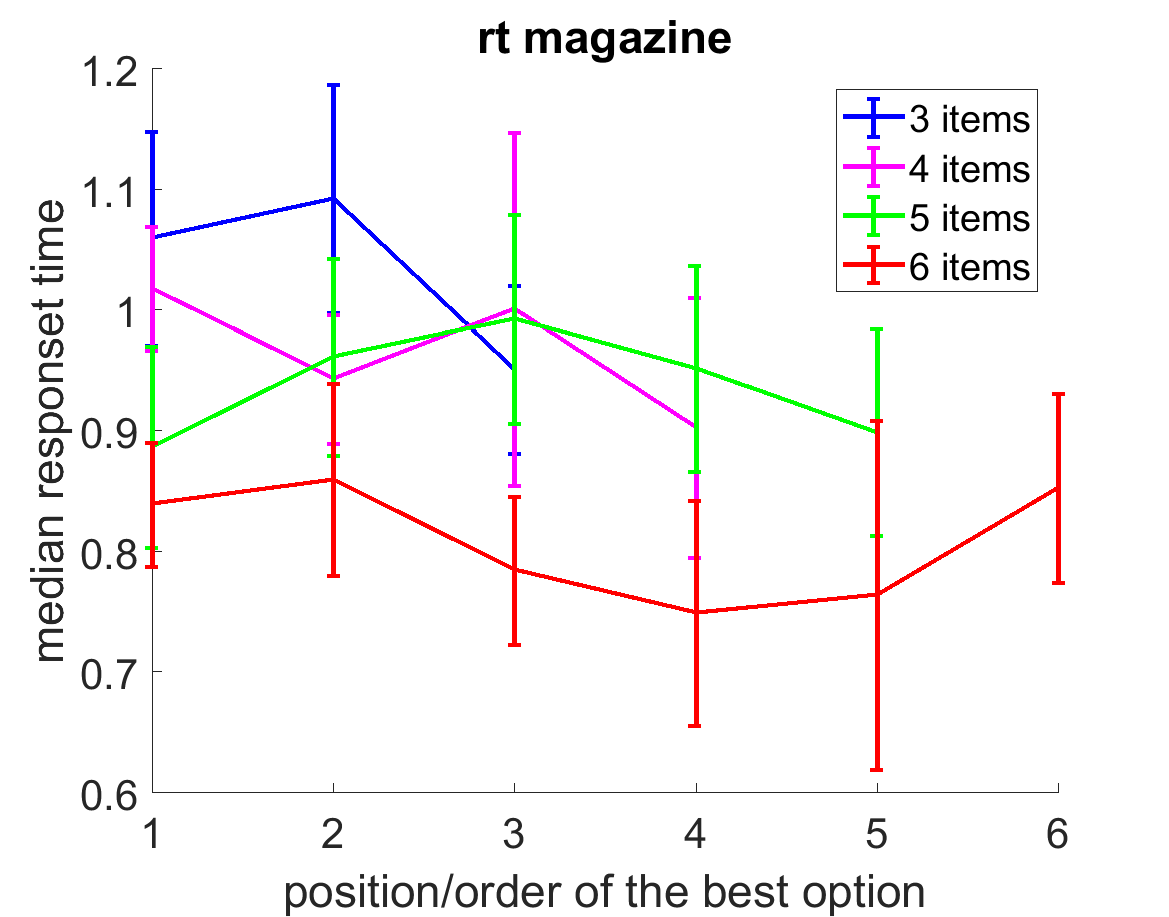 rt magazine
1.2
1.1
1
0.9
0.8
0.7
0.6
median responset time
1 2 3 4 5 6
position/order of the best option
3 items
4 items
5 items
6 items